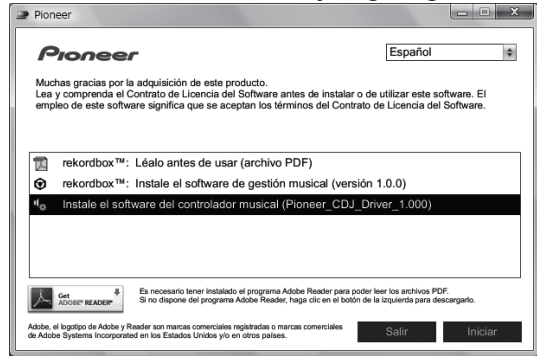 Pioneer
Pioneer
Español
Muchas gracias por la adquisición de este producto.
Lea y comprenda el Contrato de Licencia del Software antes de instalar o de utilizar este software. El
empleo de este software significa que se aceptan los términos del Contrato de Licencia del Software.
rekordbox™: Léalo antes de usar (archivo PDF)
rekordbox™: Instale el software de gestión musical (versión 1.0.0)
Instale el software del controlador musical (Pioneer_CDJ_Driver_1.000)
Get
ADOBE® READER®
Es necesario tener instalado el programa Adobe Reader para poder leer los archivos PDF.
Si no dispone del programa Adobe Reader, haga clic en el botón de la izquierda para descargarlo.
Adobe, el logotipo de Adobe y Reader son marcas comerciales registradas o marcas comerciales
de Adobe Systems Incorporated en los Estados Unidos y/o en otros países.
Salir
Iniciar